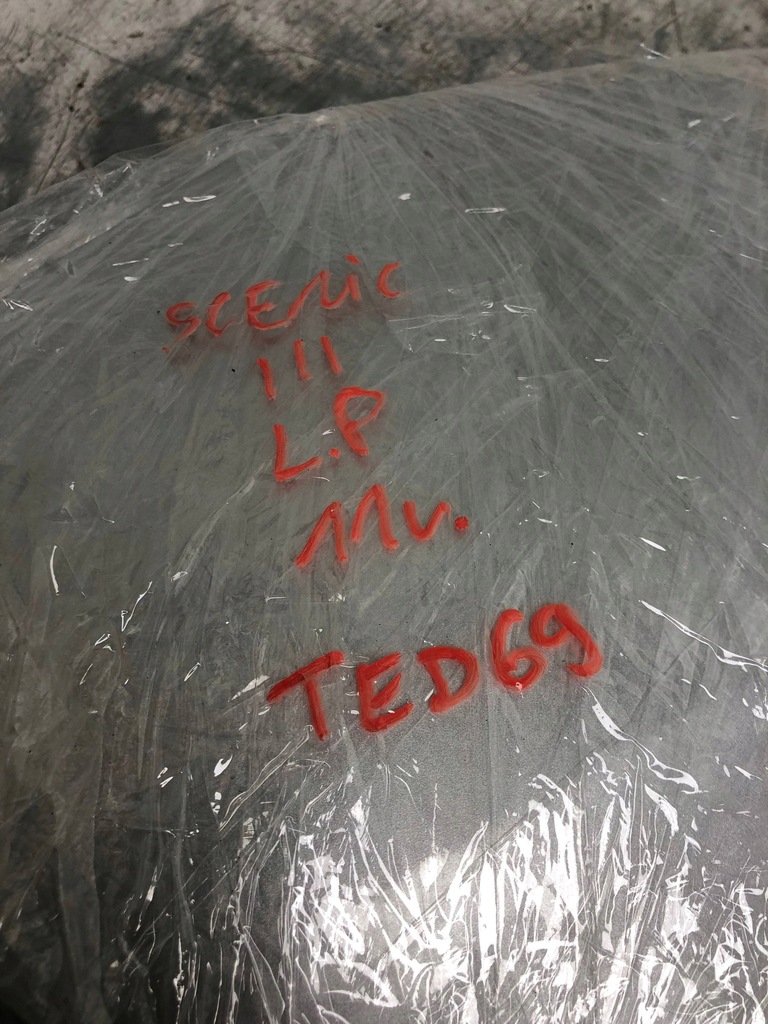 SCENic
III
L.P
11v.
TED69